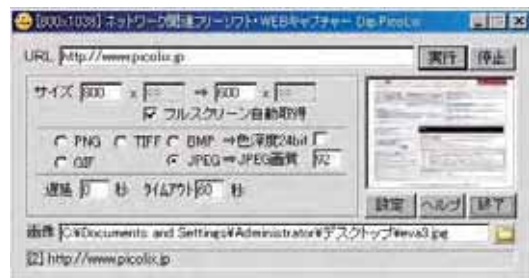 [800x1038] ネットワーク関連フリーソフト・WEBキャプチャー
URL http://www.picolix.jp 実行 停止
サイズ 800 x ⇒ 600 x
フルスクリーン自動取得
PNG TIFF BMP ⇒色深度24bit
GIF JPEG⇒JPEG画質 92
遅延 0 秒 タイムアウト 60 秒
設定 ヘルプ 終了
画像 C:¥Documents and Settings¥Administrator¥デスクトップ¥eva3.jpg
[2] http://www.picolix.jp